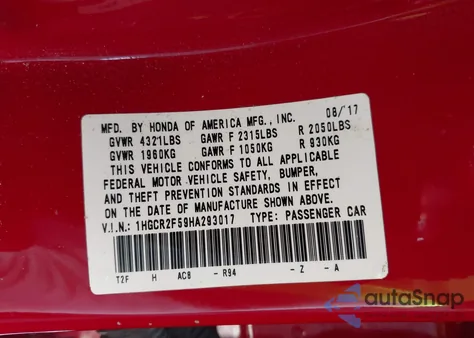 MFD. BY HONDA OF AMERICA MFG., INC. 08/'17
GVWR 4321LBS GAWR F 2315LBS R 2050LBS
GVWR 1960KG GAWR F 1050KG R 930KG
THIS VEHICLE CONFORMS TO ALL APPLICABLE
FEDERAL MOTOR VEHICLE SAFETY, BUMPER,
AND THEFT PREVENTION STANDARDS IN EFFECT
ON THE DATE OF MANUFACTURE SHOWN ABOVE.
V.I.N.: 1HGCR2F59HA293017 TYPE: PASSENGER CAR
T2F H AC8 - R94 - Z - A
autoSnap